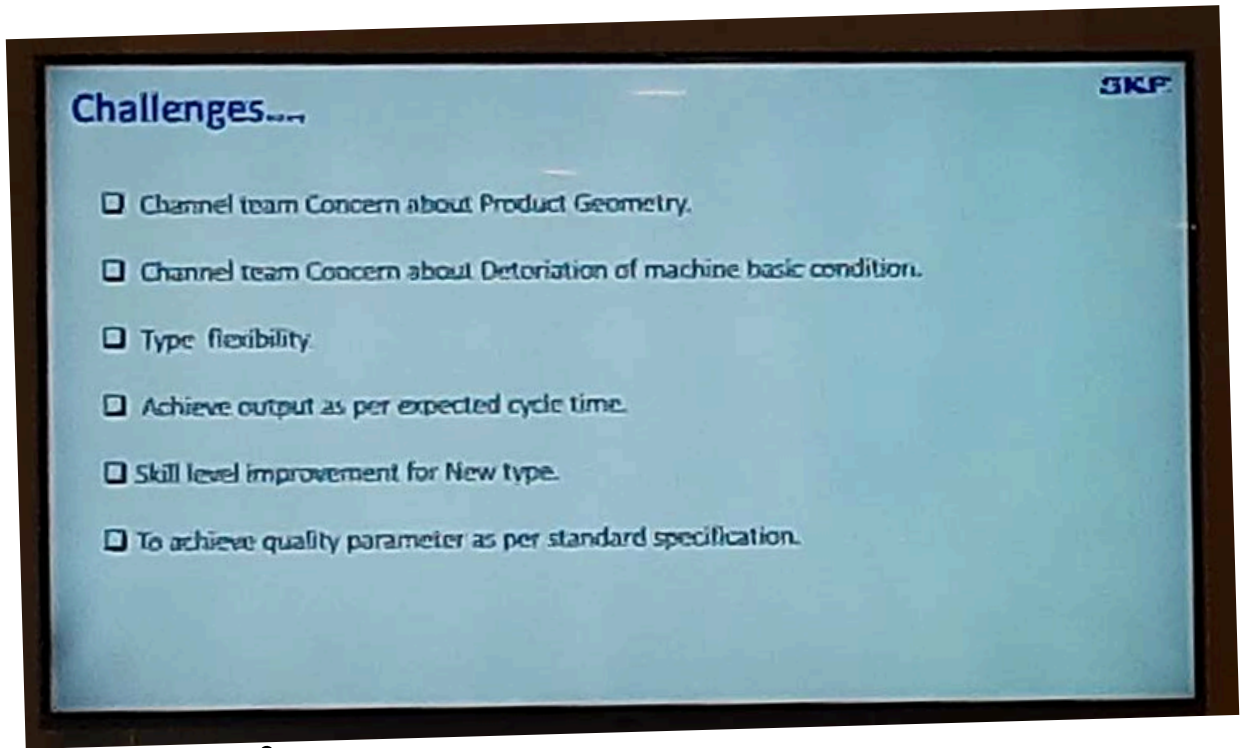 Challenges....
SKF
❑ Channel team Concern about Product Geometry.
❑ Channel team Concern about Detoriation of machine basic condition.
❑ Type flexibility.
❑ Achieve output as per expected cycle time.
❑ Skill level improvement for New type.
❑ To achieve quality parameter as per standard specification.